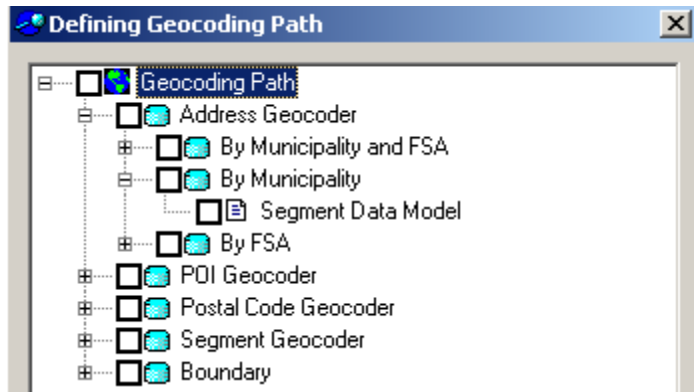 Defining Geocoding Path
Geocoding Path
Address Geocoder
By Municipality and FSA
By Municipality
Segment Data Model
By FSA
POI Geocoder
Postal Code Geocoder
Segment Geocoder
Boundary